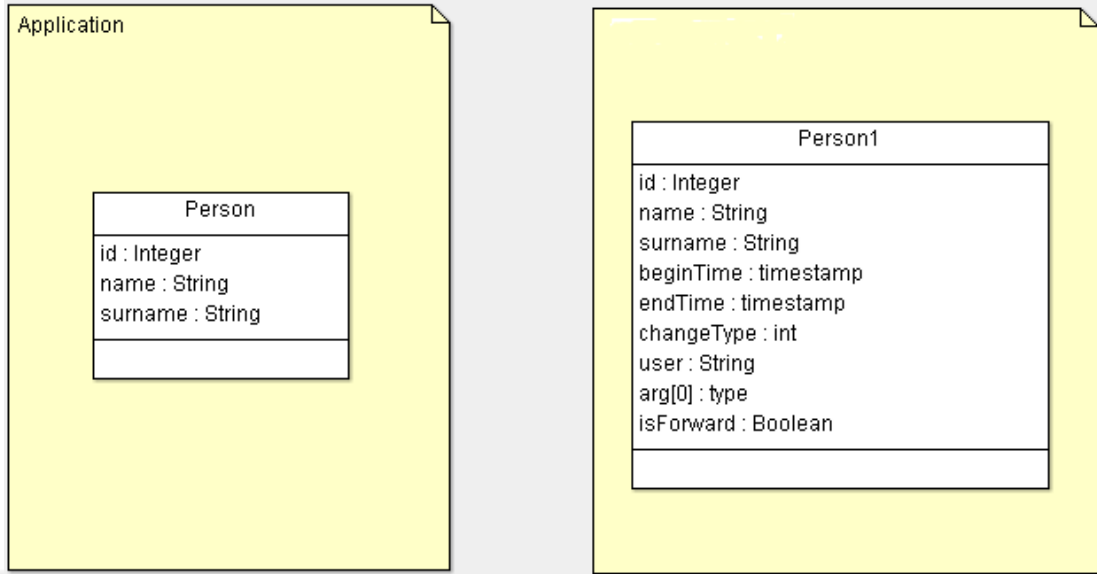 Application
Person
id : Integer
name : String
surname : String
Person1
id : Integer
name : String
surname : String
beginTime : timestamp
endTime : timestamp
changeType : int
user : String
arg[0] : type
isForward : Boolean